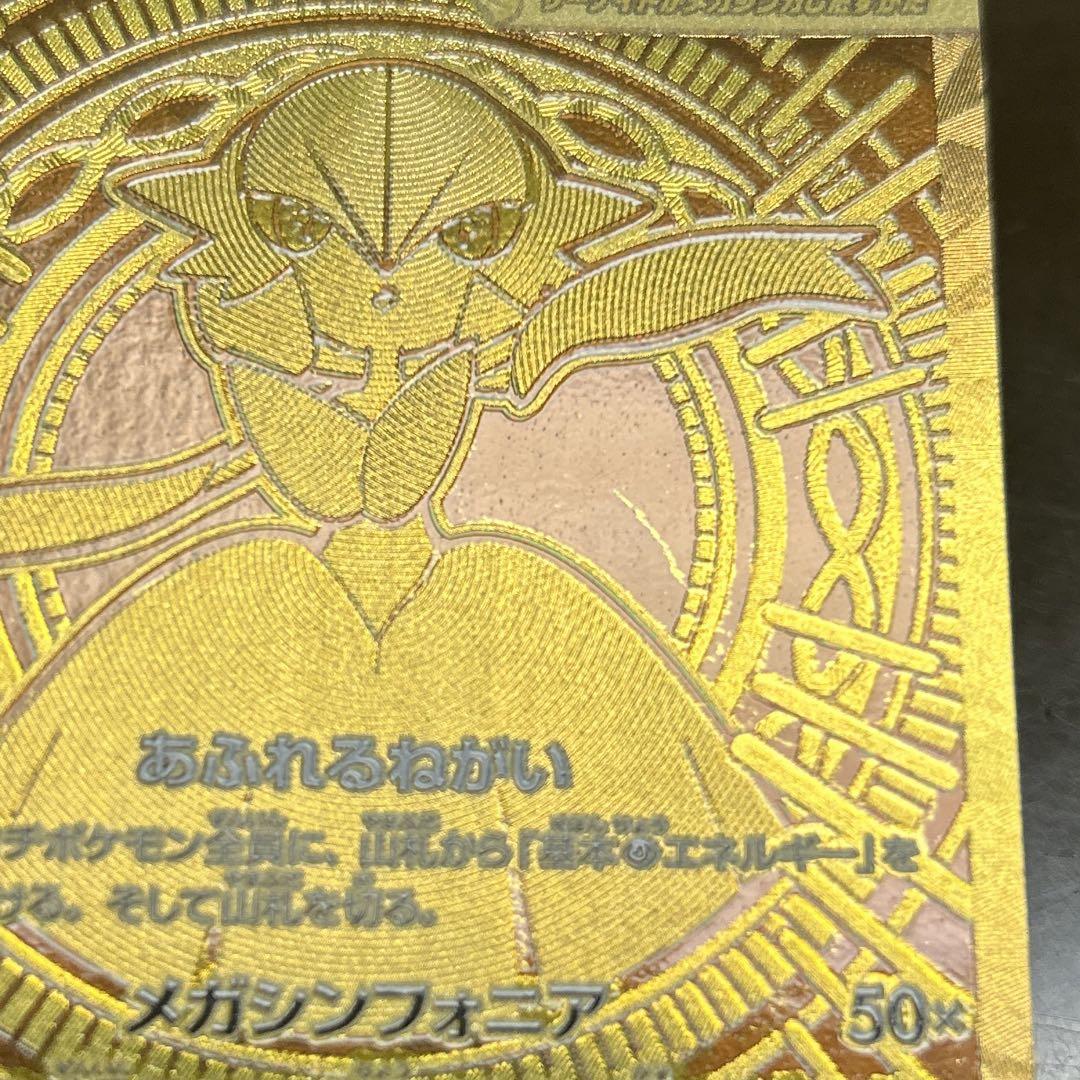 あふれるねがい
チポケモン全員に、山札から「基本エネルギー」を
づける。そして山札を切る。
メガシンフォニア 50×